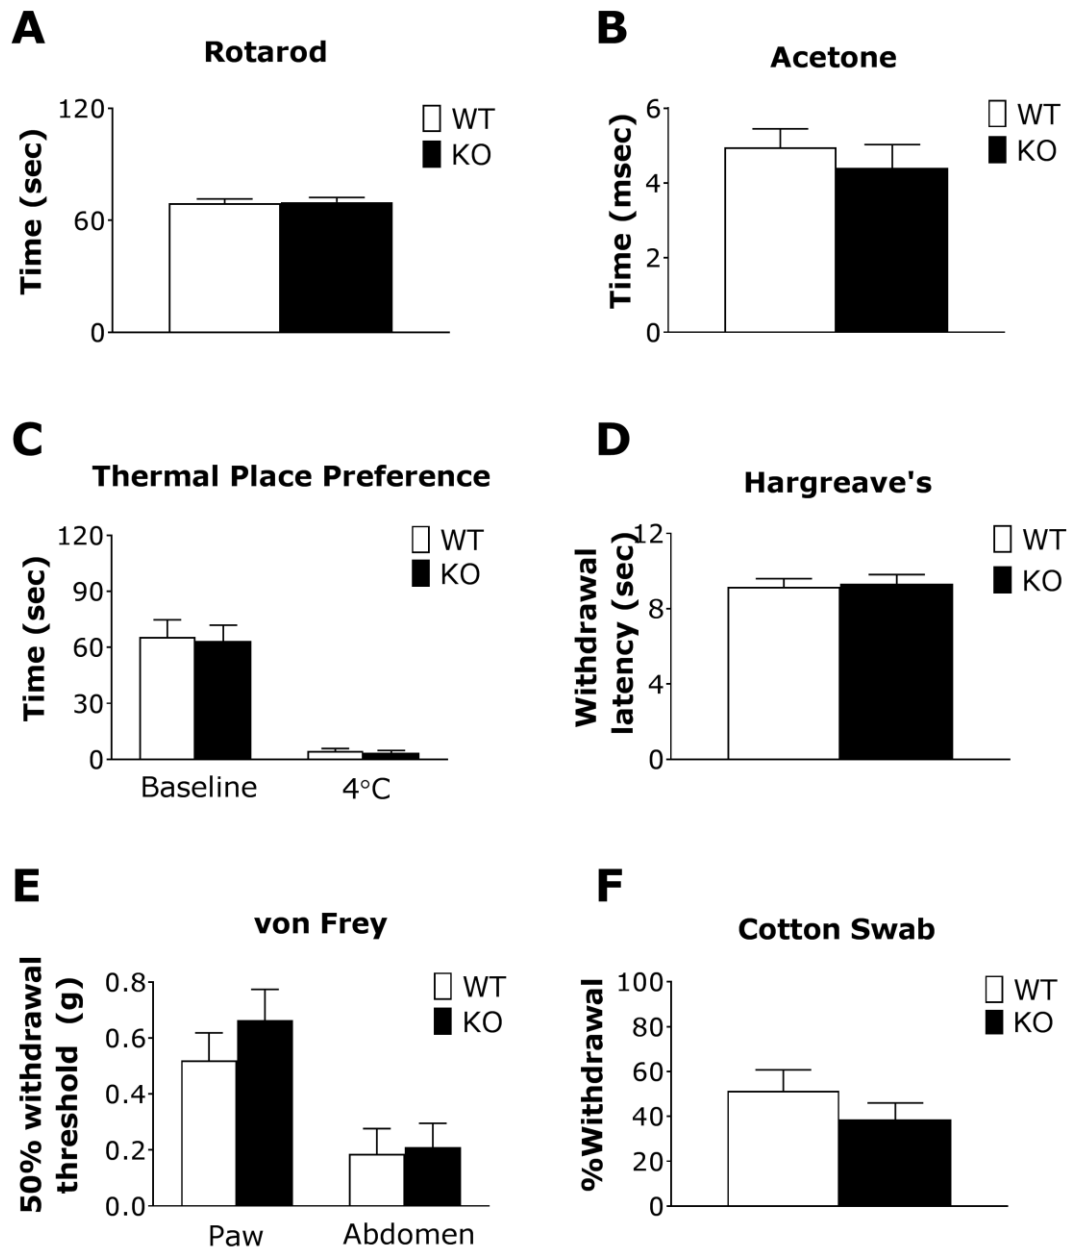 A
Rotarod
Time (sec)
120
60
0
WT
KO
B
Acetone
Time (msec)
6
4
2
0
WT
KO
C
Thermal Place Preference
Time (sec)
120
90
60
30
0
WT
KO
Baseline
4°C
D
Hargreave's
Withdrawal
latency (sec)
12
8
4
0
WT
KO
E
von Frey
50% withdrawal
threshold (g)
0.8
0.6
0.4
0.2
0.0
WT
KO
Paw
Abdomen
F
Cotton Swab
%Withdrawal
100
80
60
40
20
0
WT
KO